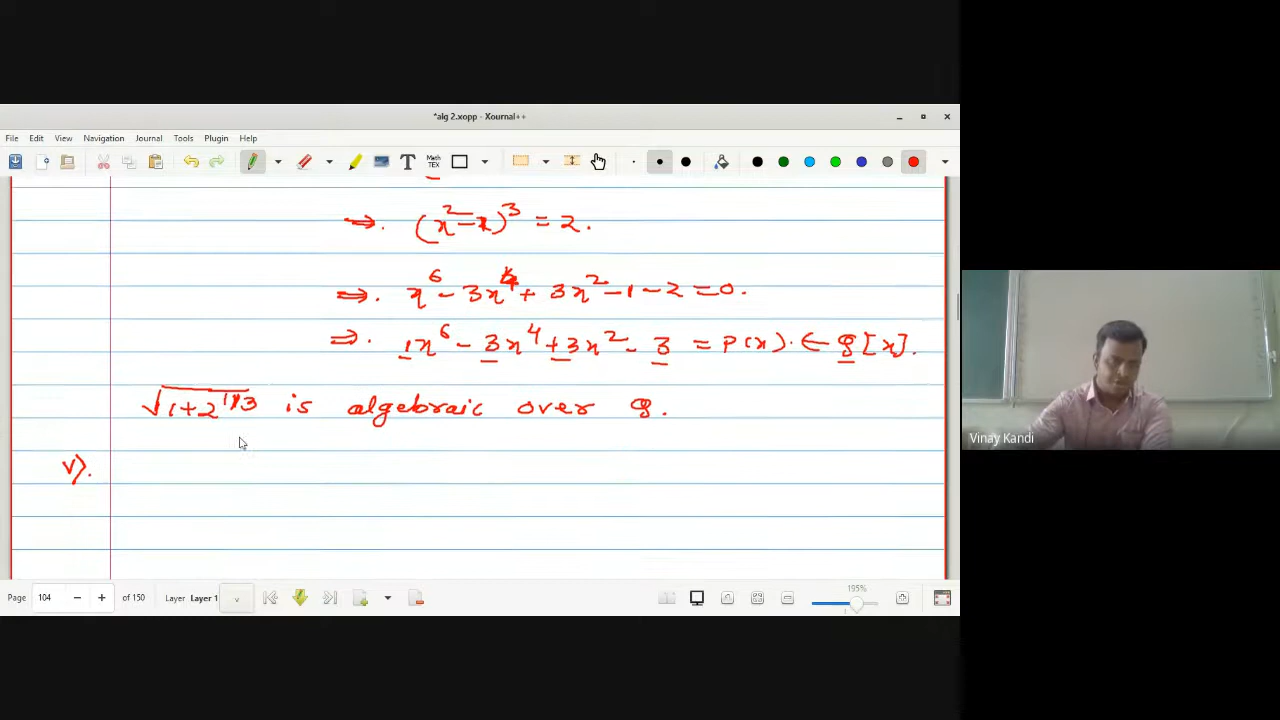 *alg 2.xopp - Xournal++
File Edit View Navigation Journal Tools Plugin Help
⇒. (x²-1)³ = 2.
⇒. x⁶ - 3x⁴ + 3x² - 1 - 2 = 0.
⇒. 1x⁶ - 3x⁴ + 3x² - 3 = P(x). ∈ Q[x].
√(1+2^(1/3)) is algebraic over Q.
Vinay Kandi
v).
Page 104 of 150 Layer Layer 1 195%